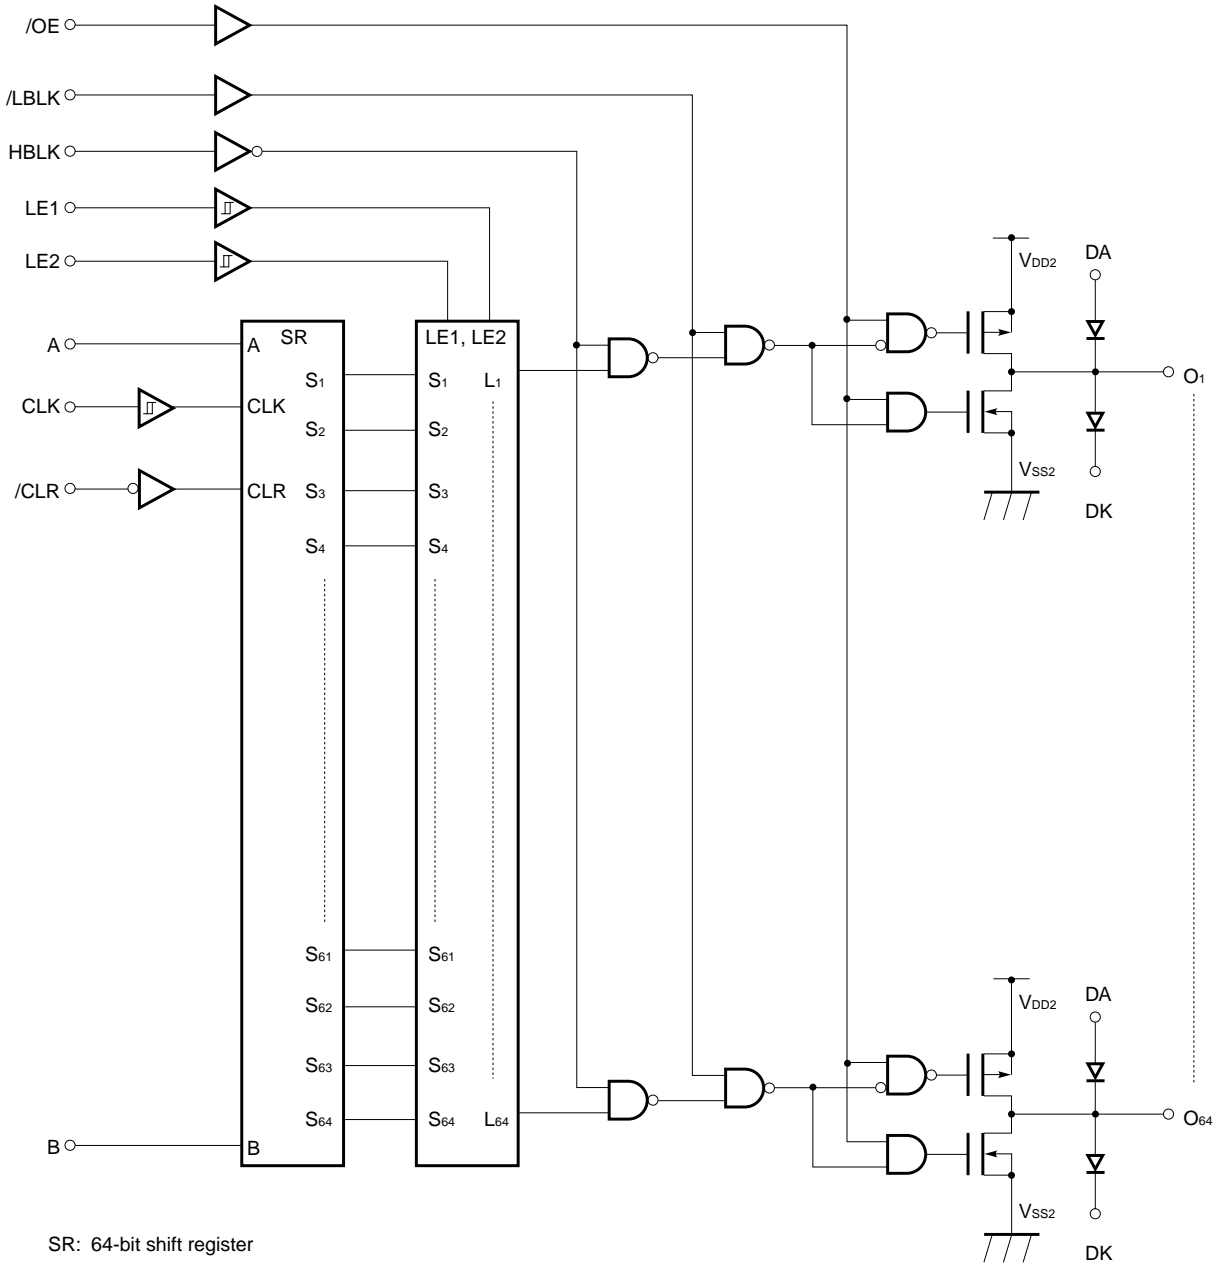 /OE
/LBLK
HBLK
LE1
LE2
VDD2
DA
SR
LE1, LE2
A
A
S1
S1
L1
O1
CLK
CLK
S2
S2
VSS2
/CLR
CLR
S3
S3
DK
S4
S4
S61
S61
S62
S62
VDD2
DA
S63
S63
S64
S64
L64
O64
B
B
VSS2
SR: 64-bit shift register
DK